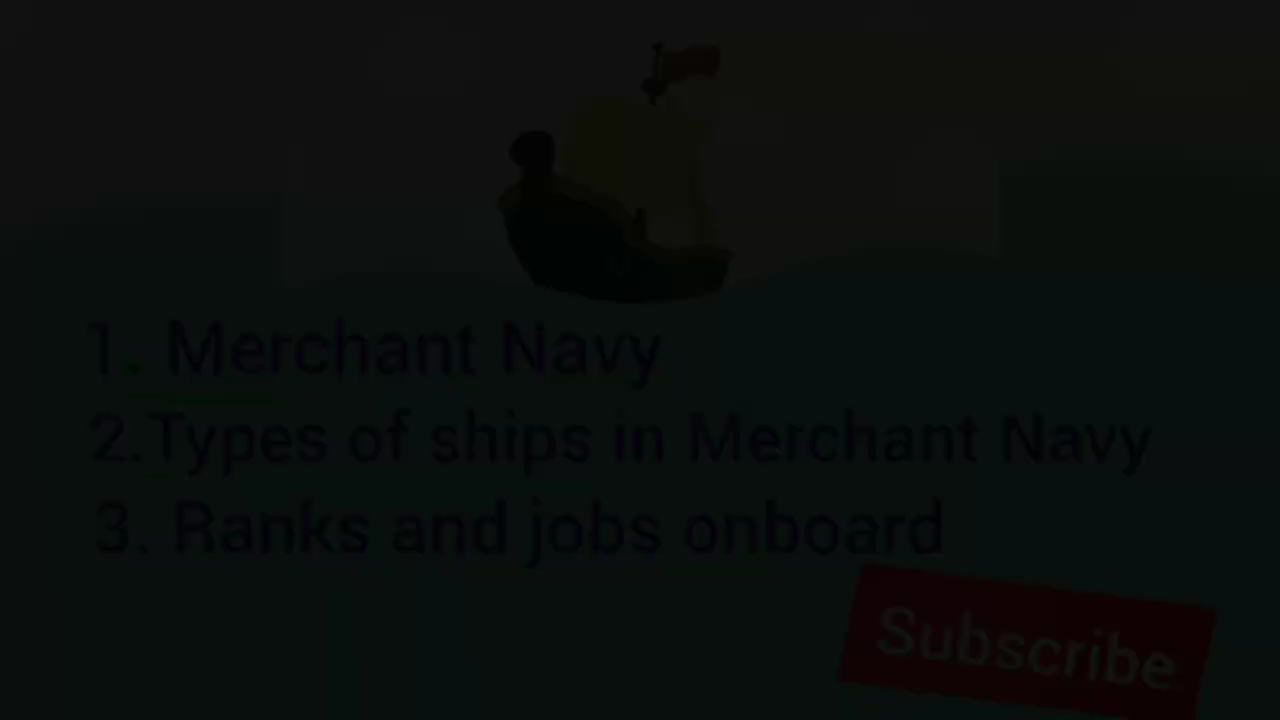 1. Merchant Navy
2.Types of ships in Merchant Navy
3. Ranks and jobs onboard
Subscribe